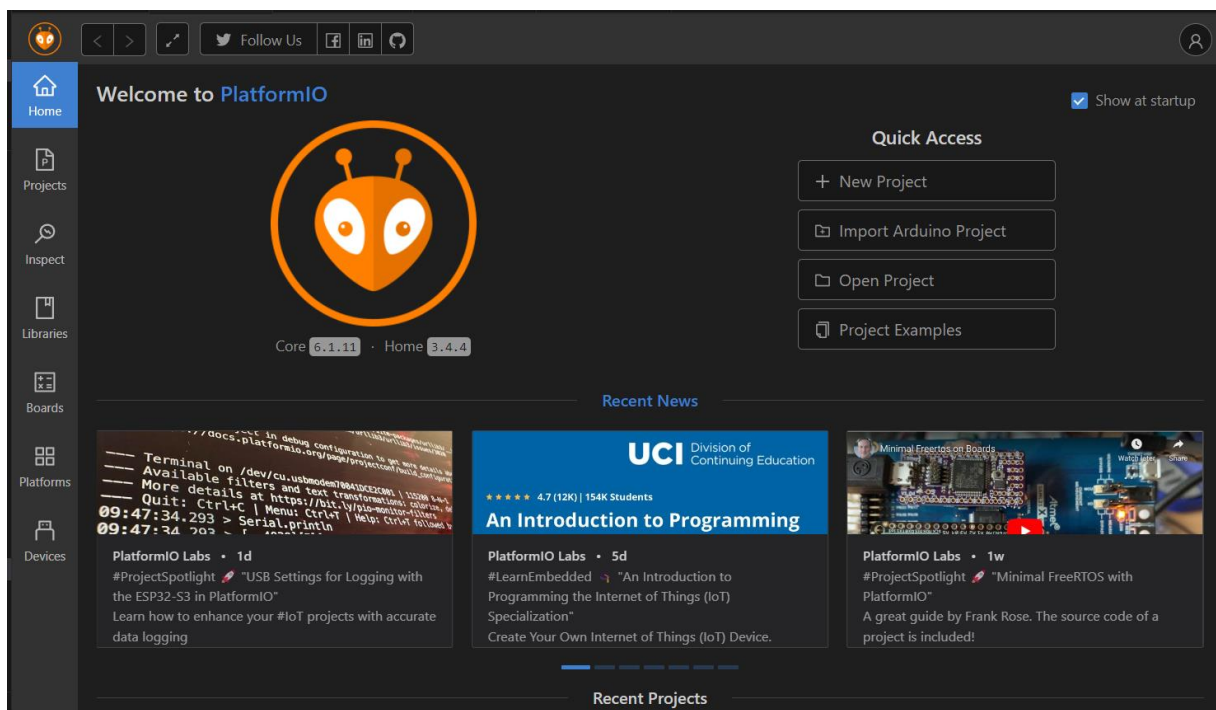 Follow Us
Home
Projects
Inspect
Libraries
Boards
Platforms
Devices
Welcome to PlatformIO
Show at startup
Core 6.1.11 · Home 3.4.4
Quick Access
New Project
Import Arduino Project
Open Project
Project Examples
Recent News
Terminal on /dev/cu.usbmodem
Available filters and text transformations:
More details at https://bit.ly/pio-monitor-filters
Quit: Ctrl+C | Menu: Ctrl+T | Help: Ctrl+T followed
09:47:34.293 > Serial.println
09:47:34.293 >
PlatformIO Labs • 1d
#ProjectSpotlight 🚀 "USB Settings for Logging with
the ESP32-S3 in PlatformIO"
Learn how to enhance your #IoT projects with accurate
data logging
UCI Division of
Continuing Education
★★★★★ 4.7 (12K) | 154K Students
An Introduction to Programming
PlatformIO Labs • 5d
#LearnEmbedded "An Introduction to
Programming the Internet of Things (IoT)
Specialization"
Create Your Own Internet of Things (IoT) Device.
Minimal Freertos on Boards
Watch later
Share
PlatformIO Labs • 1w
#ProjectSpotlight 🚀 "Minimal FreeRTOS with
PlatformIO"
A great guide by Frank Rose. The source code of a
project is included!
Recent Projects